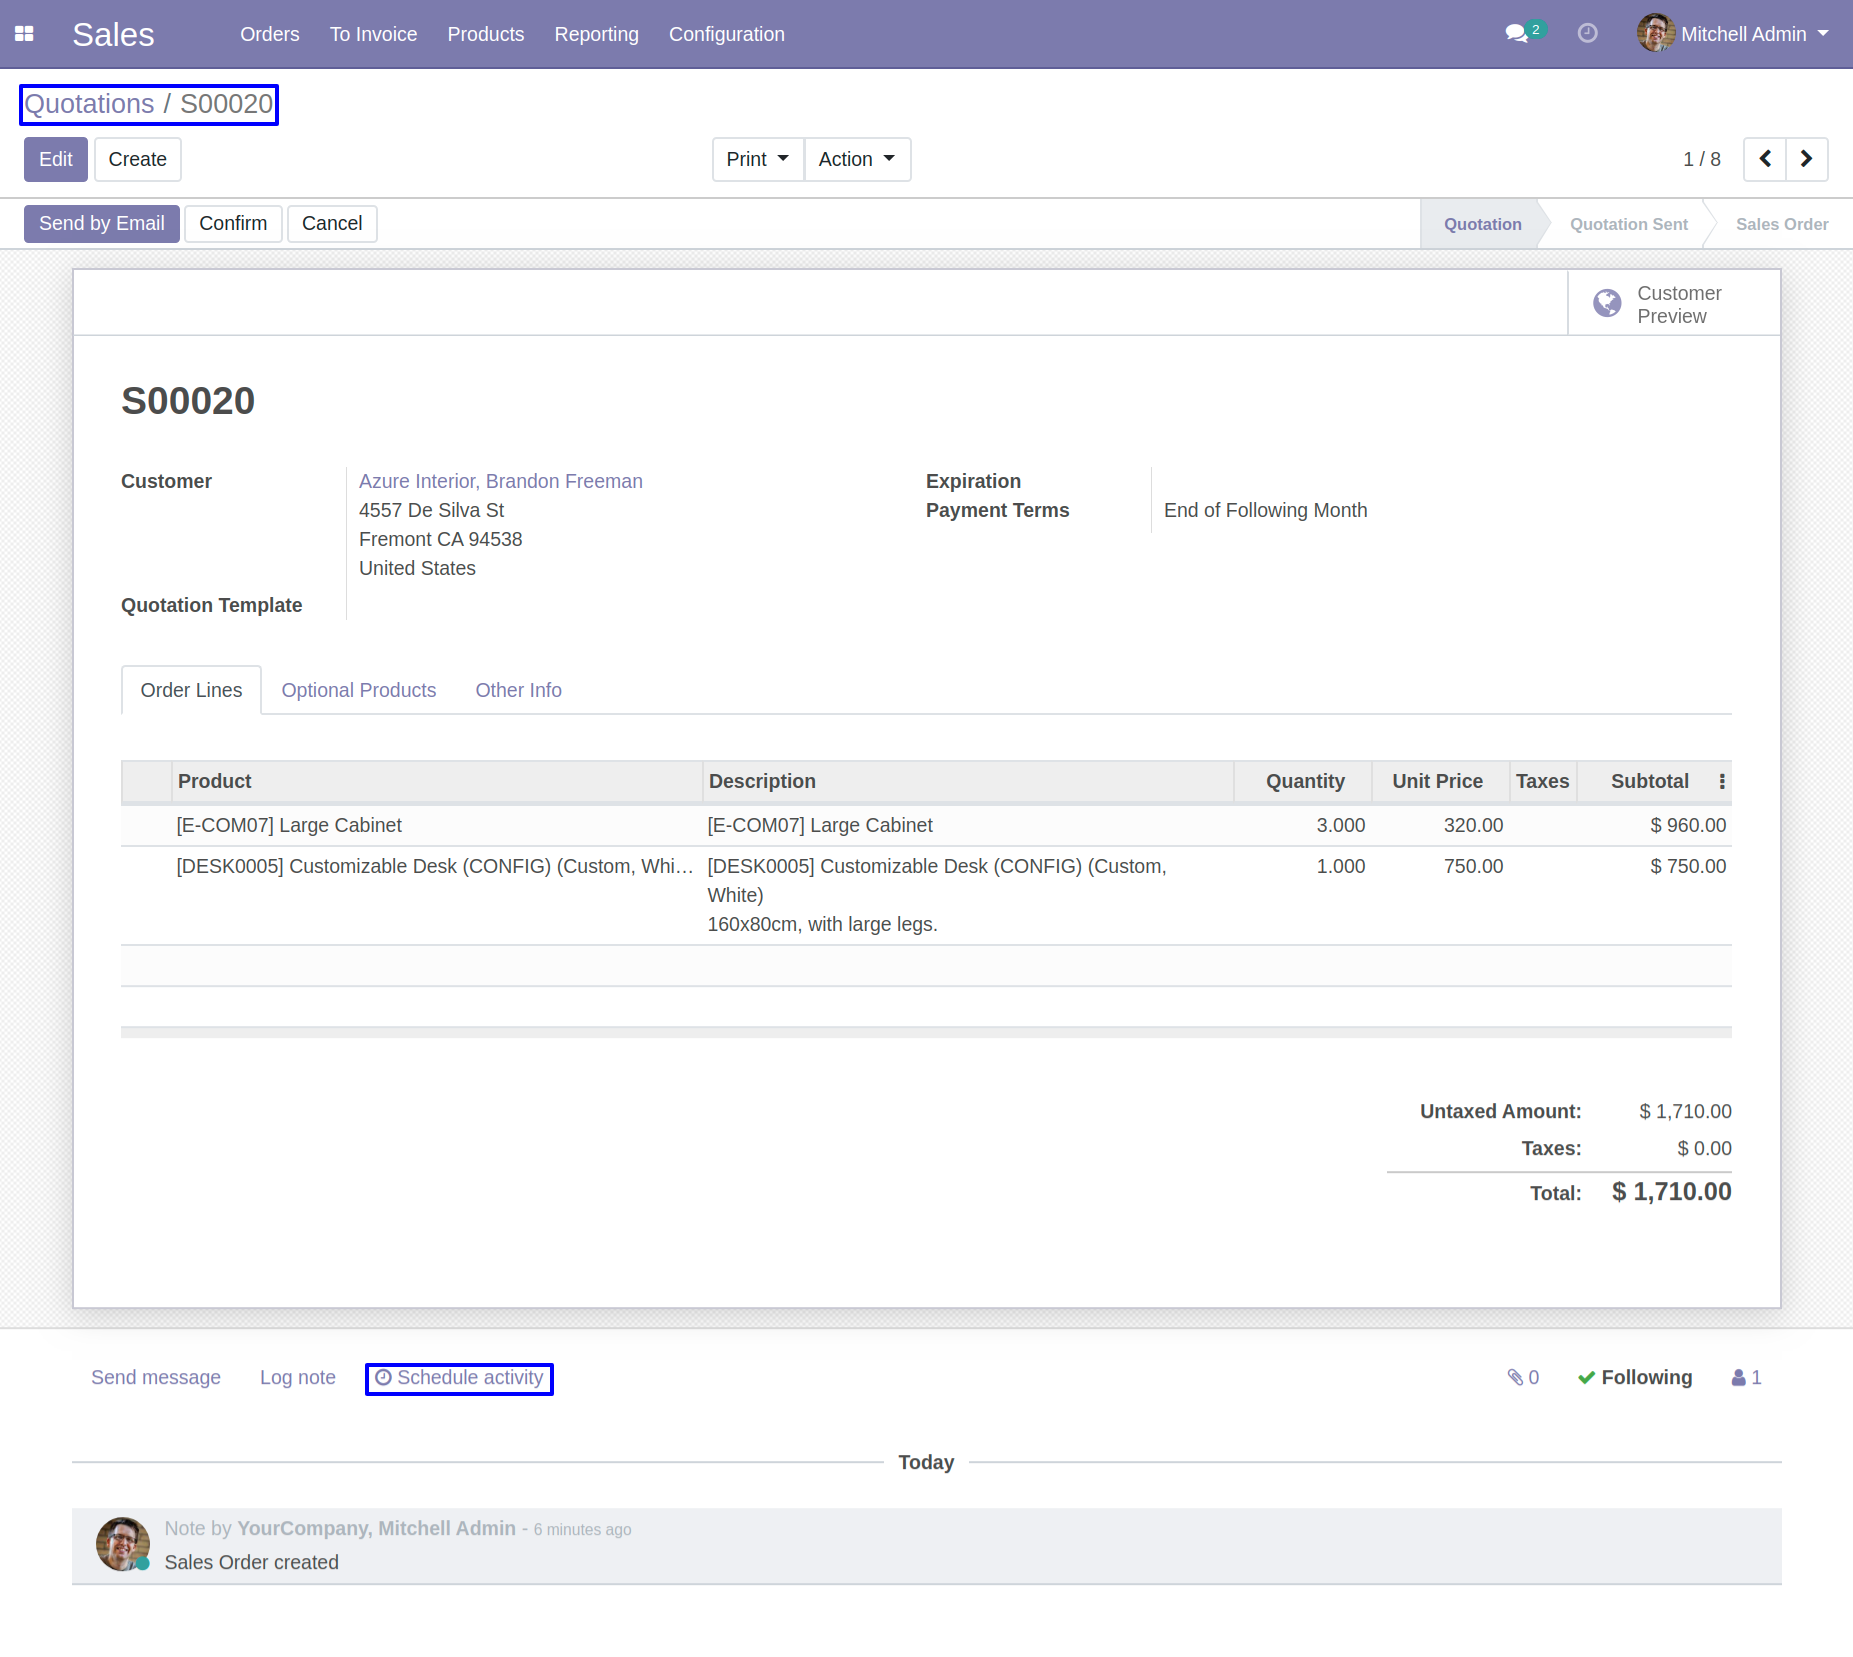 Sales Orders To Invoice Products Reporting Configuration 2 Mitchell Admin
Quotations / S00020
Edit Create Print Action 1 / 8
Send by Email Confirm Cancel Quotation Quotation Sent Sales Order
Customer
Preview
S00020
Customer Azure Interior, Brandon Freeman Expiration
4557 De Silva St Payment Terms End of Following Month
Fremont CA 94538
United States
Quotation Template
Order Lines Optional Products Other Info
Product Description Quantity Unit Price Taxes Subtotal
[E-COM07] Large Cabinet [E-COM07] Large Cabinet 3.000 320.00 $ 960.00
[DESK0005] Customizable Desk (CONFIG) (Custom, Whi… [DESK0005] Customizable Desk (CONFIG) (Custom, 1.000 750.00 $ 750.00
White)
160x80cm, with large legs.
Untaxed Amount: $ 1,710.00
Taxes: $ 0.00
Total: $ 1,710.00
Send message Log note Schedule activity 0 Following 1
Today
Note by YourCompany, Mitchell Admin - 6 minutes ago
Sales Order created